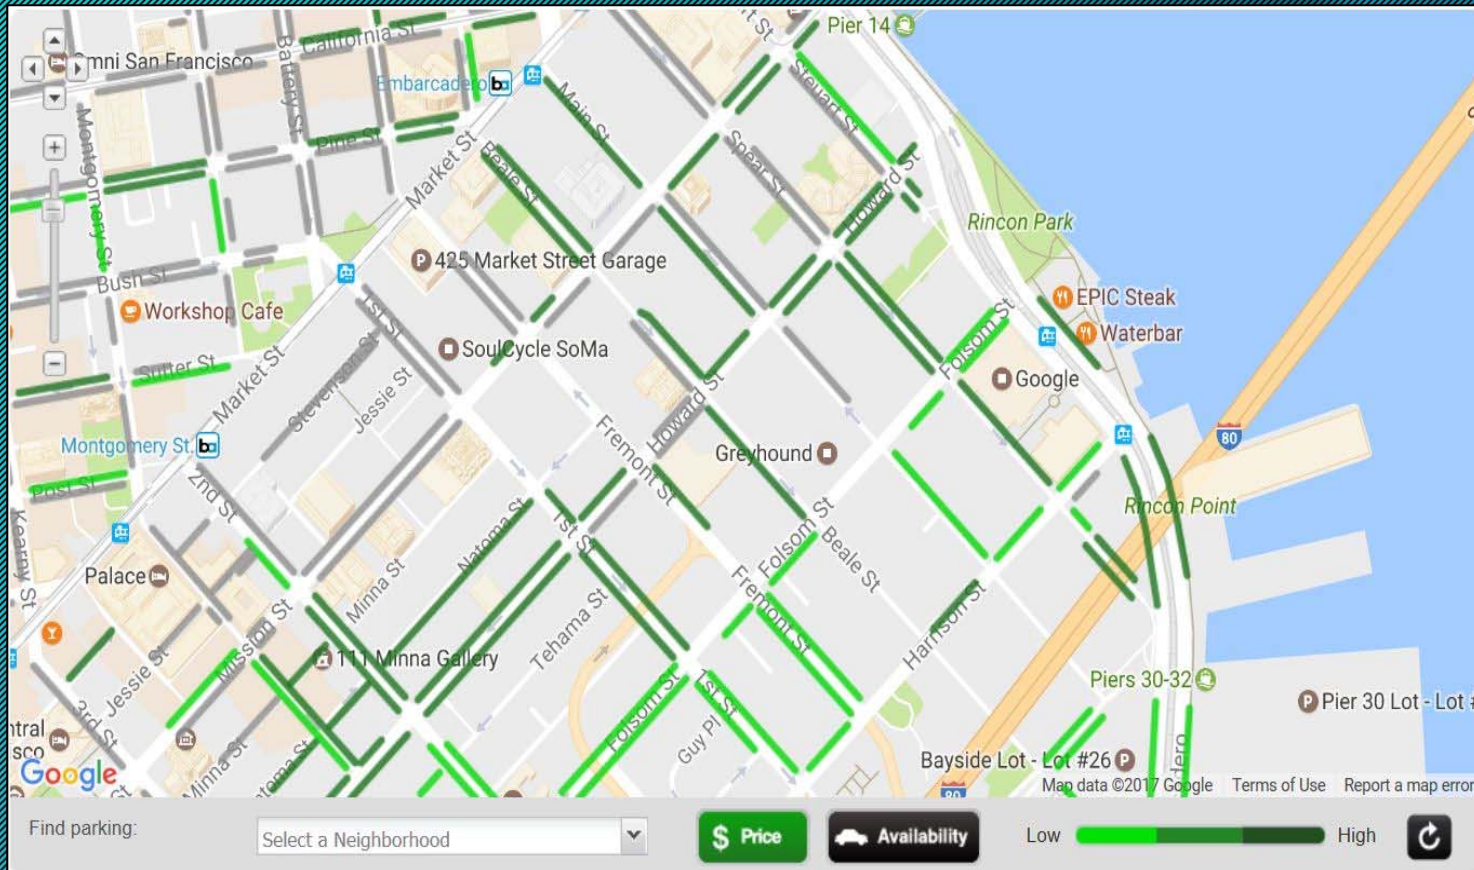 Pier 14
California St
Omni San Francisco
Battery St
Embarcadero
Main St
Steuart St
Montgomery St
Pine St
Market St
Beale St
Spear St
Howard St
Rincon Park
425 Market Street Garage
Bush St
Workshop Cafe
1st St
EPIC Steak
Waterbar
Folsom St
SoulCycle SoMa
Stevenson St
Sutter St
Market St
Jessie St
Google
Howard St
Fremont St
Greyhound
80
Montgomery St.
Post St
2nd St
Rincon Point
Kearny St
Natoma St
1st St
Folsom St
Beale St
Palace
Minna St
Fremont St
Tehama St
Harrison St
Mission St
111 Minna Gallery
Jessie St
1st St
Piers 30-32
Folsom St
Pier 30 Lot - Lot #
3rd St
ntral
sco
Guy Pl
Minna St
Bayside Lot - Lot #26
Google
80
Map data ©2017 Google Terms of Use Report a map error
Find parking:
Select a Neighborhood
$ Price
Availability
Low
High